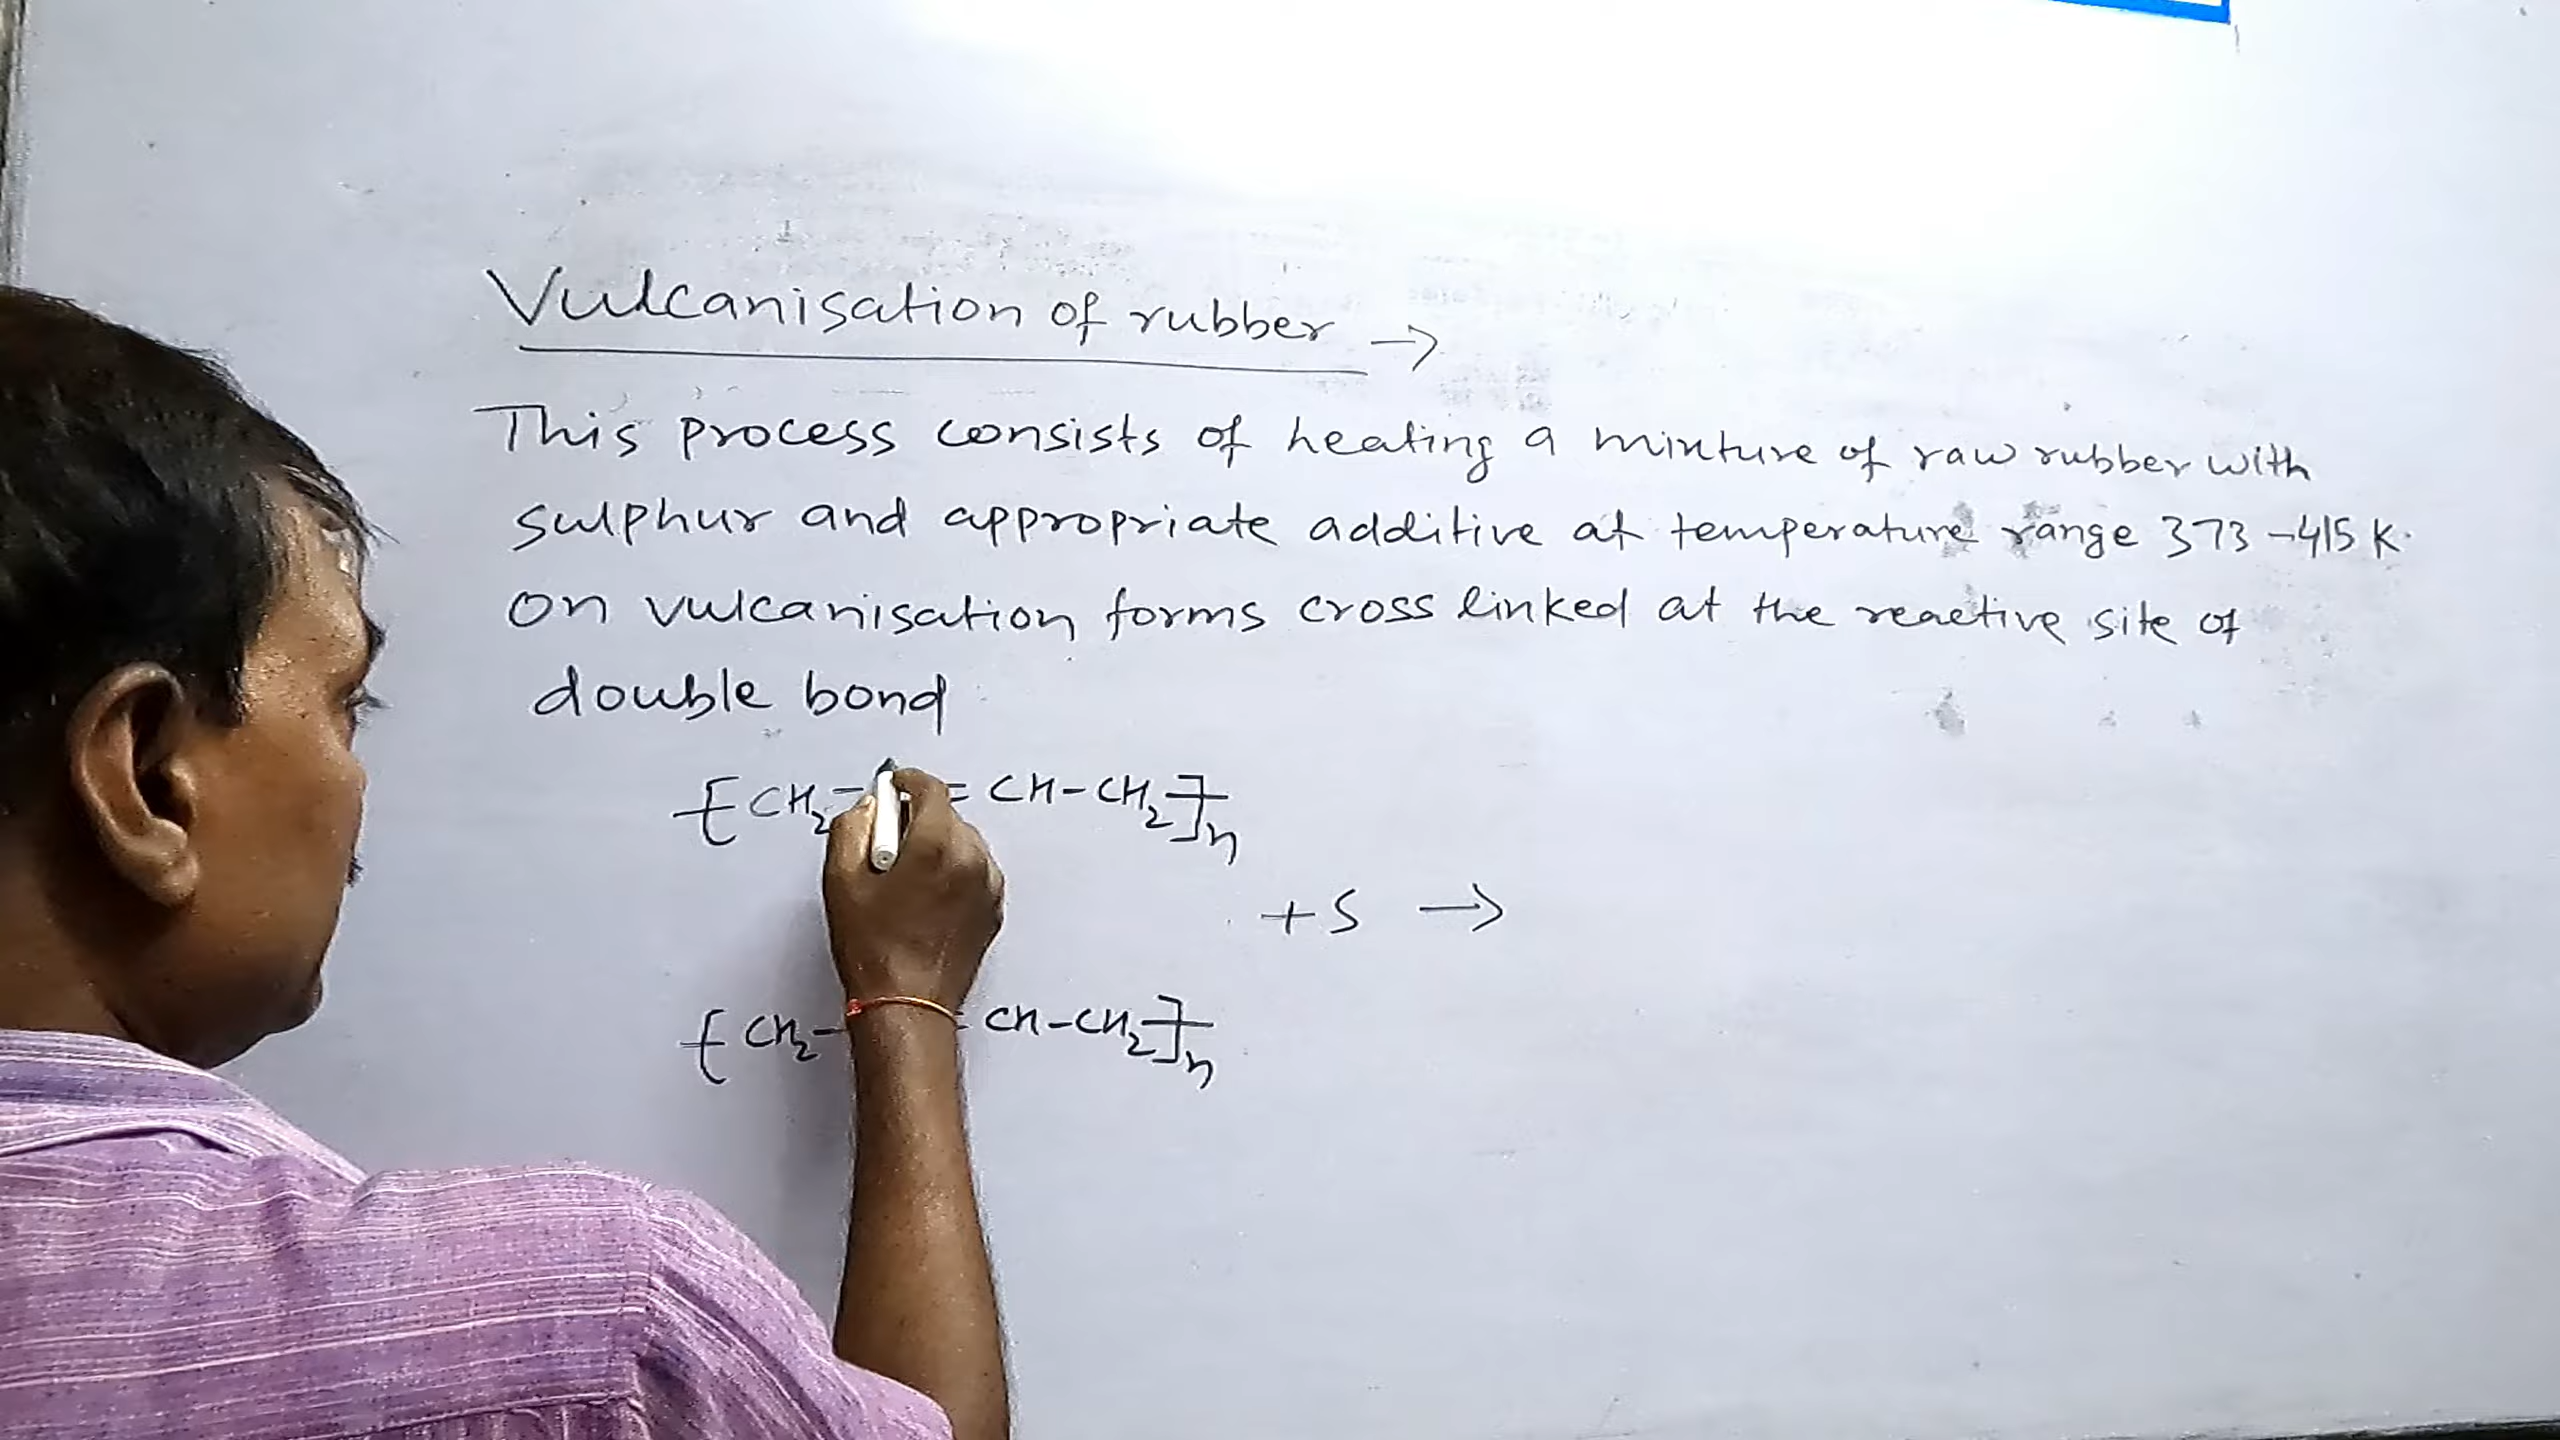 Vulcanisation of rubber →
This process consists of heating a mixture of raw rubber with
sulphur and appropriate additive at temperature range 373-415 K.
On vulcanisation forms cross linked at the reactive site of
double bond
[CH₂- = CH-CH₂]n
+S →
[CH₂- = CH-CH₂]n